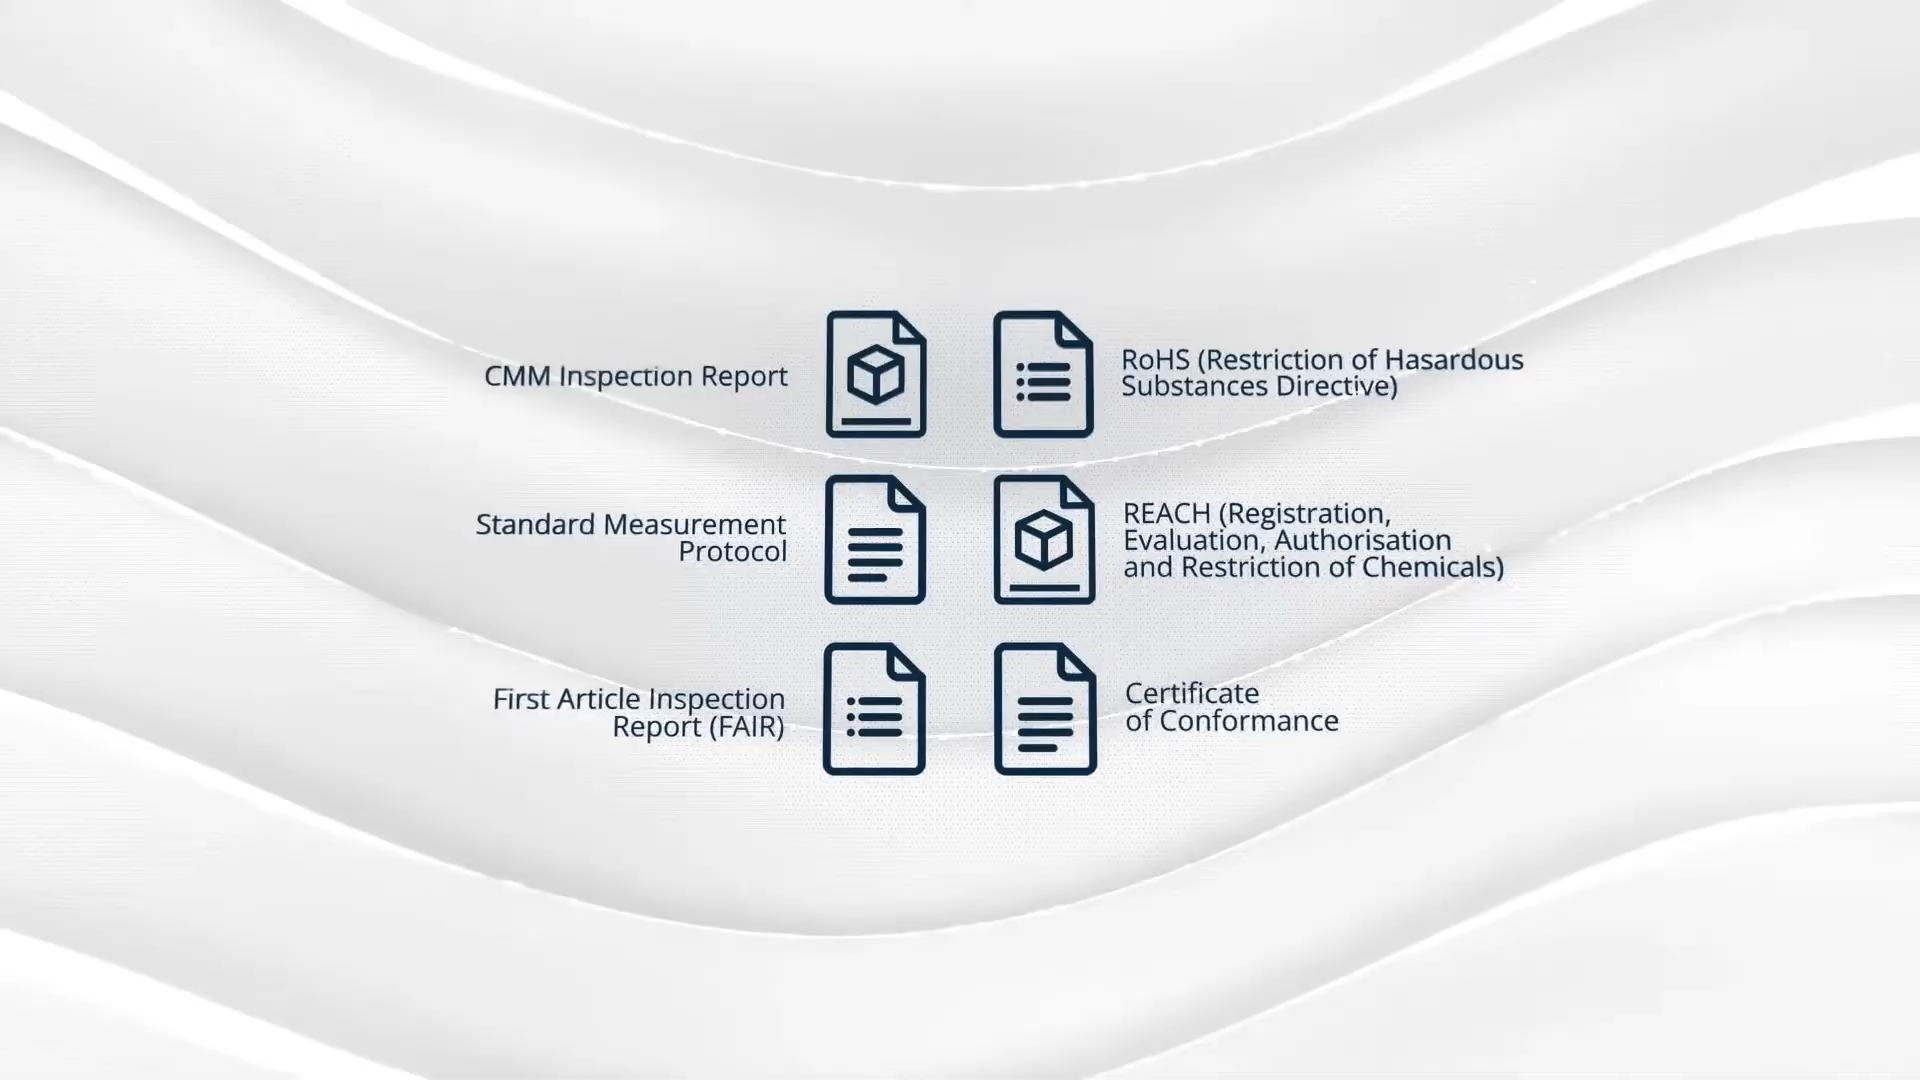 CMM Inspection Report
RoHS (Restriction of Hasardous
Substances Directive)
Standard Measurement
Protocol
REACH (Registration,
Evaluation, Authorisation
and Restriction of Chemicals)
First Article Inspection
Report (FAIR)
Certificate
of Conformance